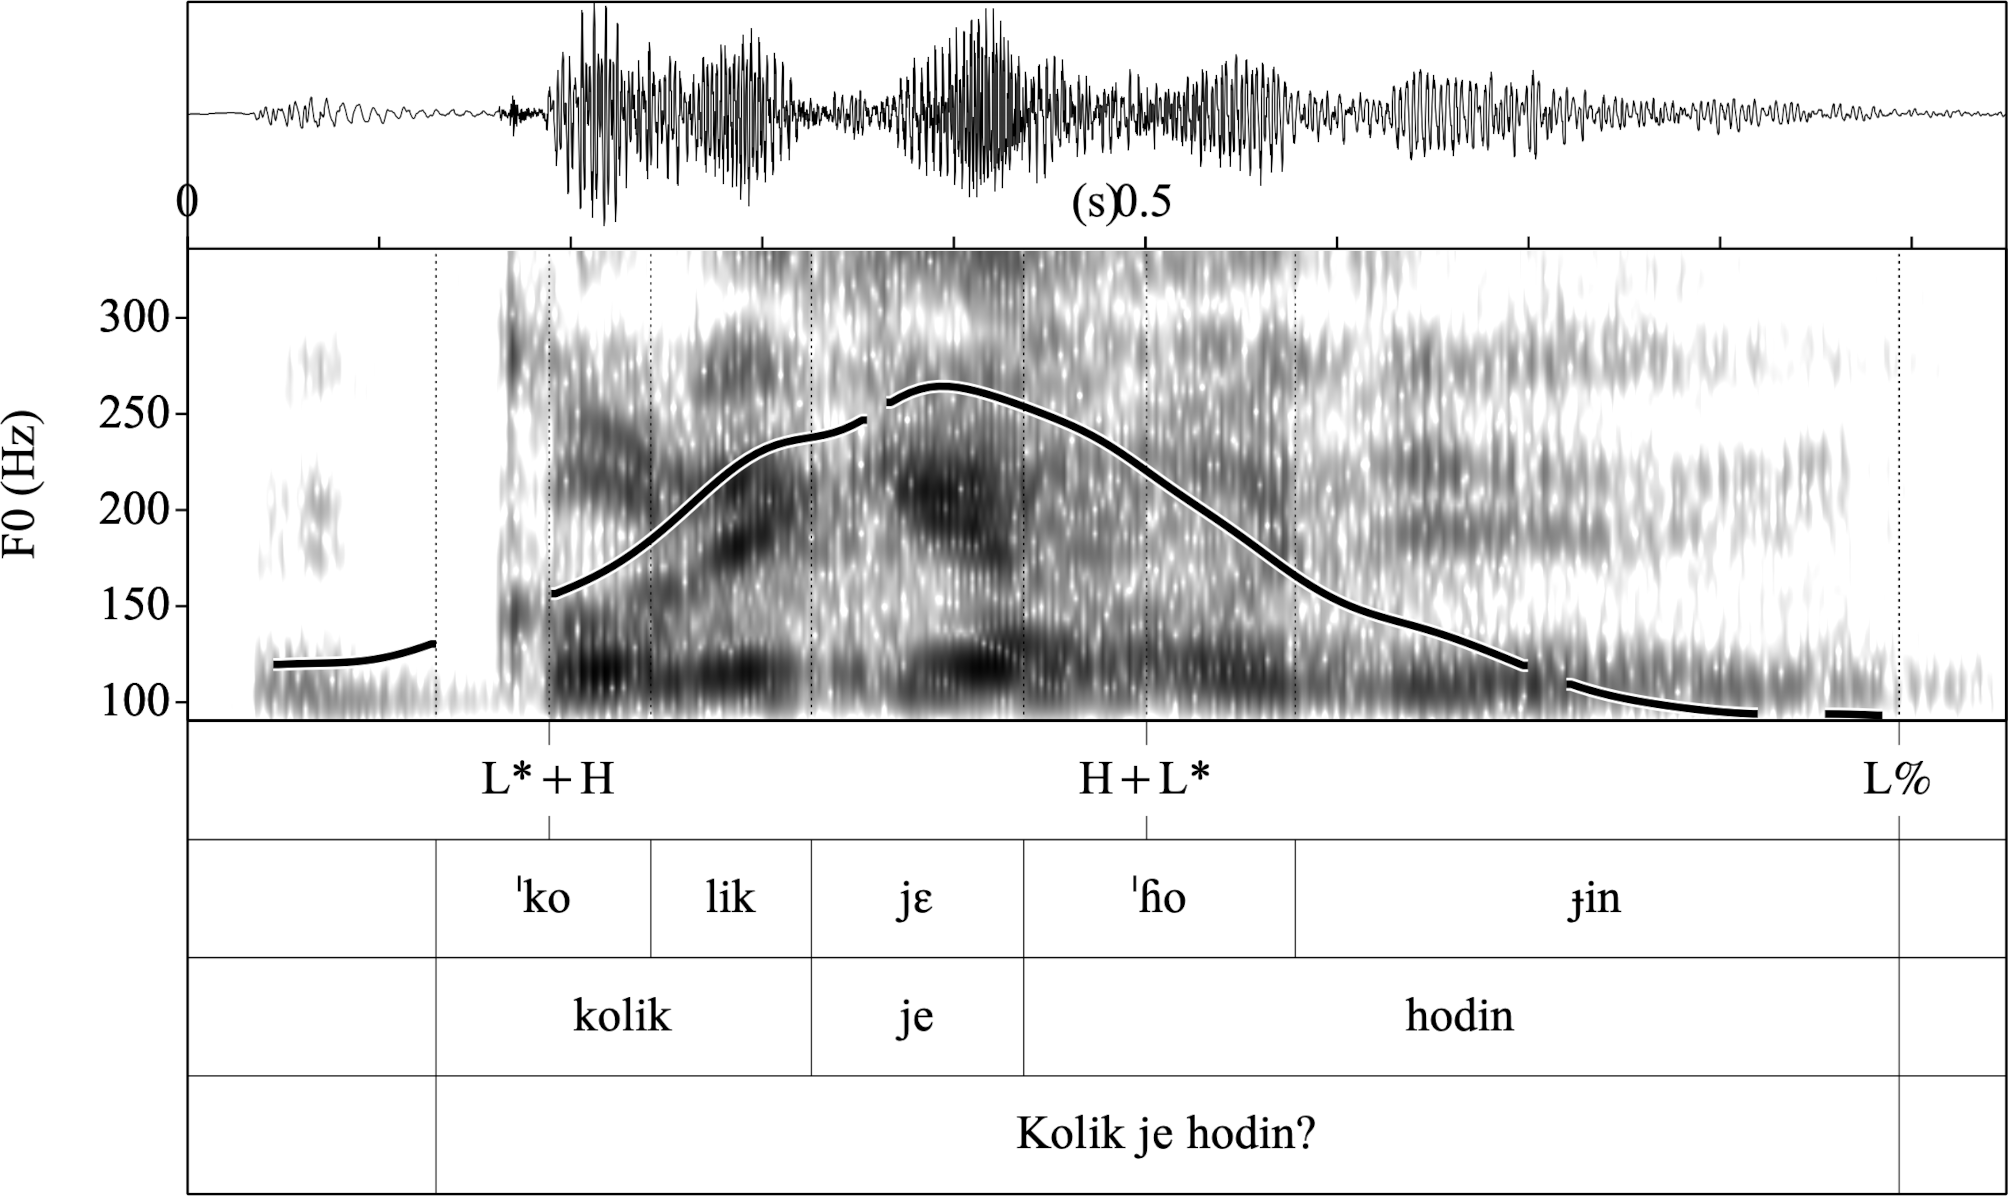 0 (s) 0.5
F0 (Hz)
300
250
200
150
100
L*+H H+L* L%
ˈko lik jɛ ˈɦo ɟin
kolik je hodin
Kolik je hodin?